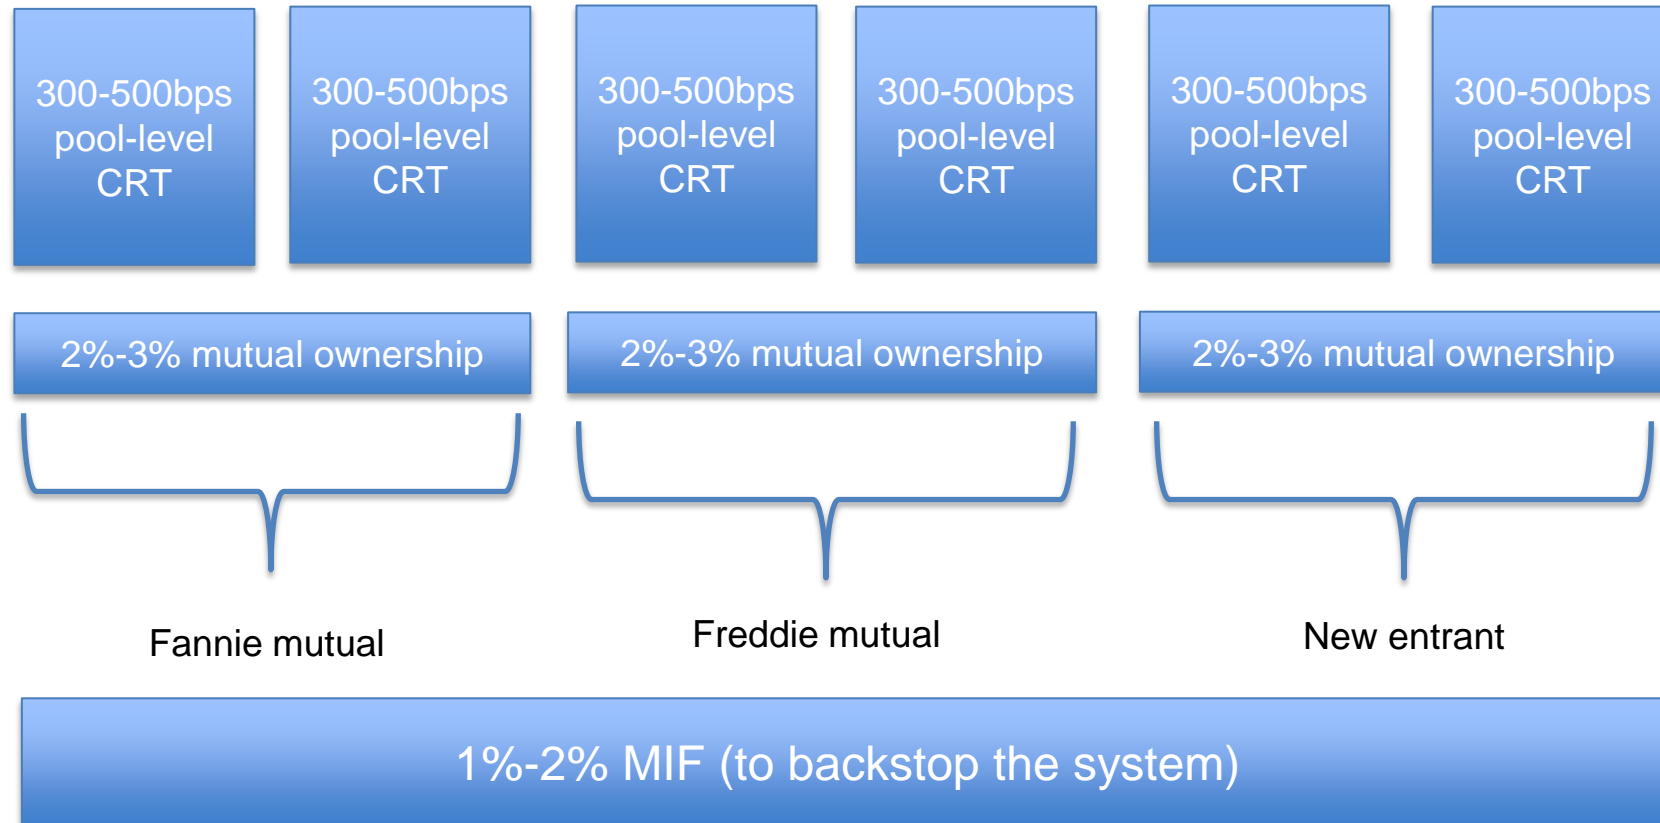 300-500bps
pool-level
CRT
300-500bps
pool-level
CRT
300-500bps
pool-level
CRT
300-500bps
pool-level
CRT
300-500bps
pool-level
CRT
300-500bps
pool-level
CRT
2%-3% mutual ownership
2%-3% mutual ownership
2%-3% mutual ownership
Fannie mutual
Freddie mutual
New entrant
1%-2% MIF (to backstop the system)